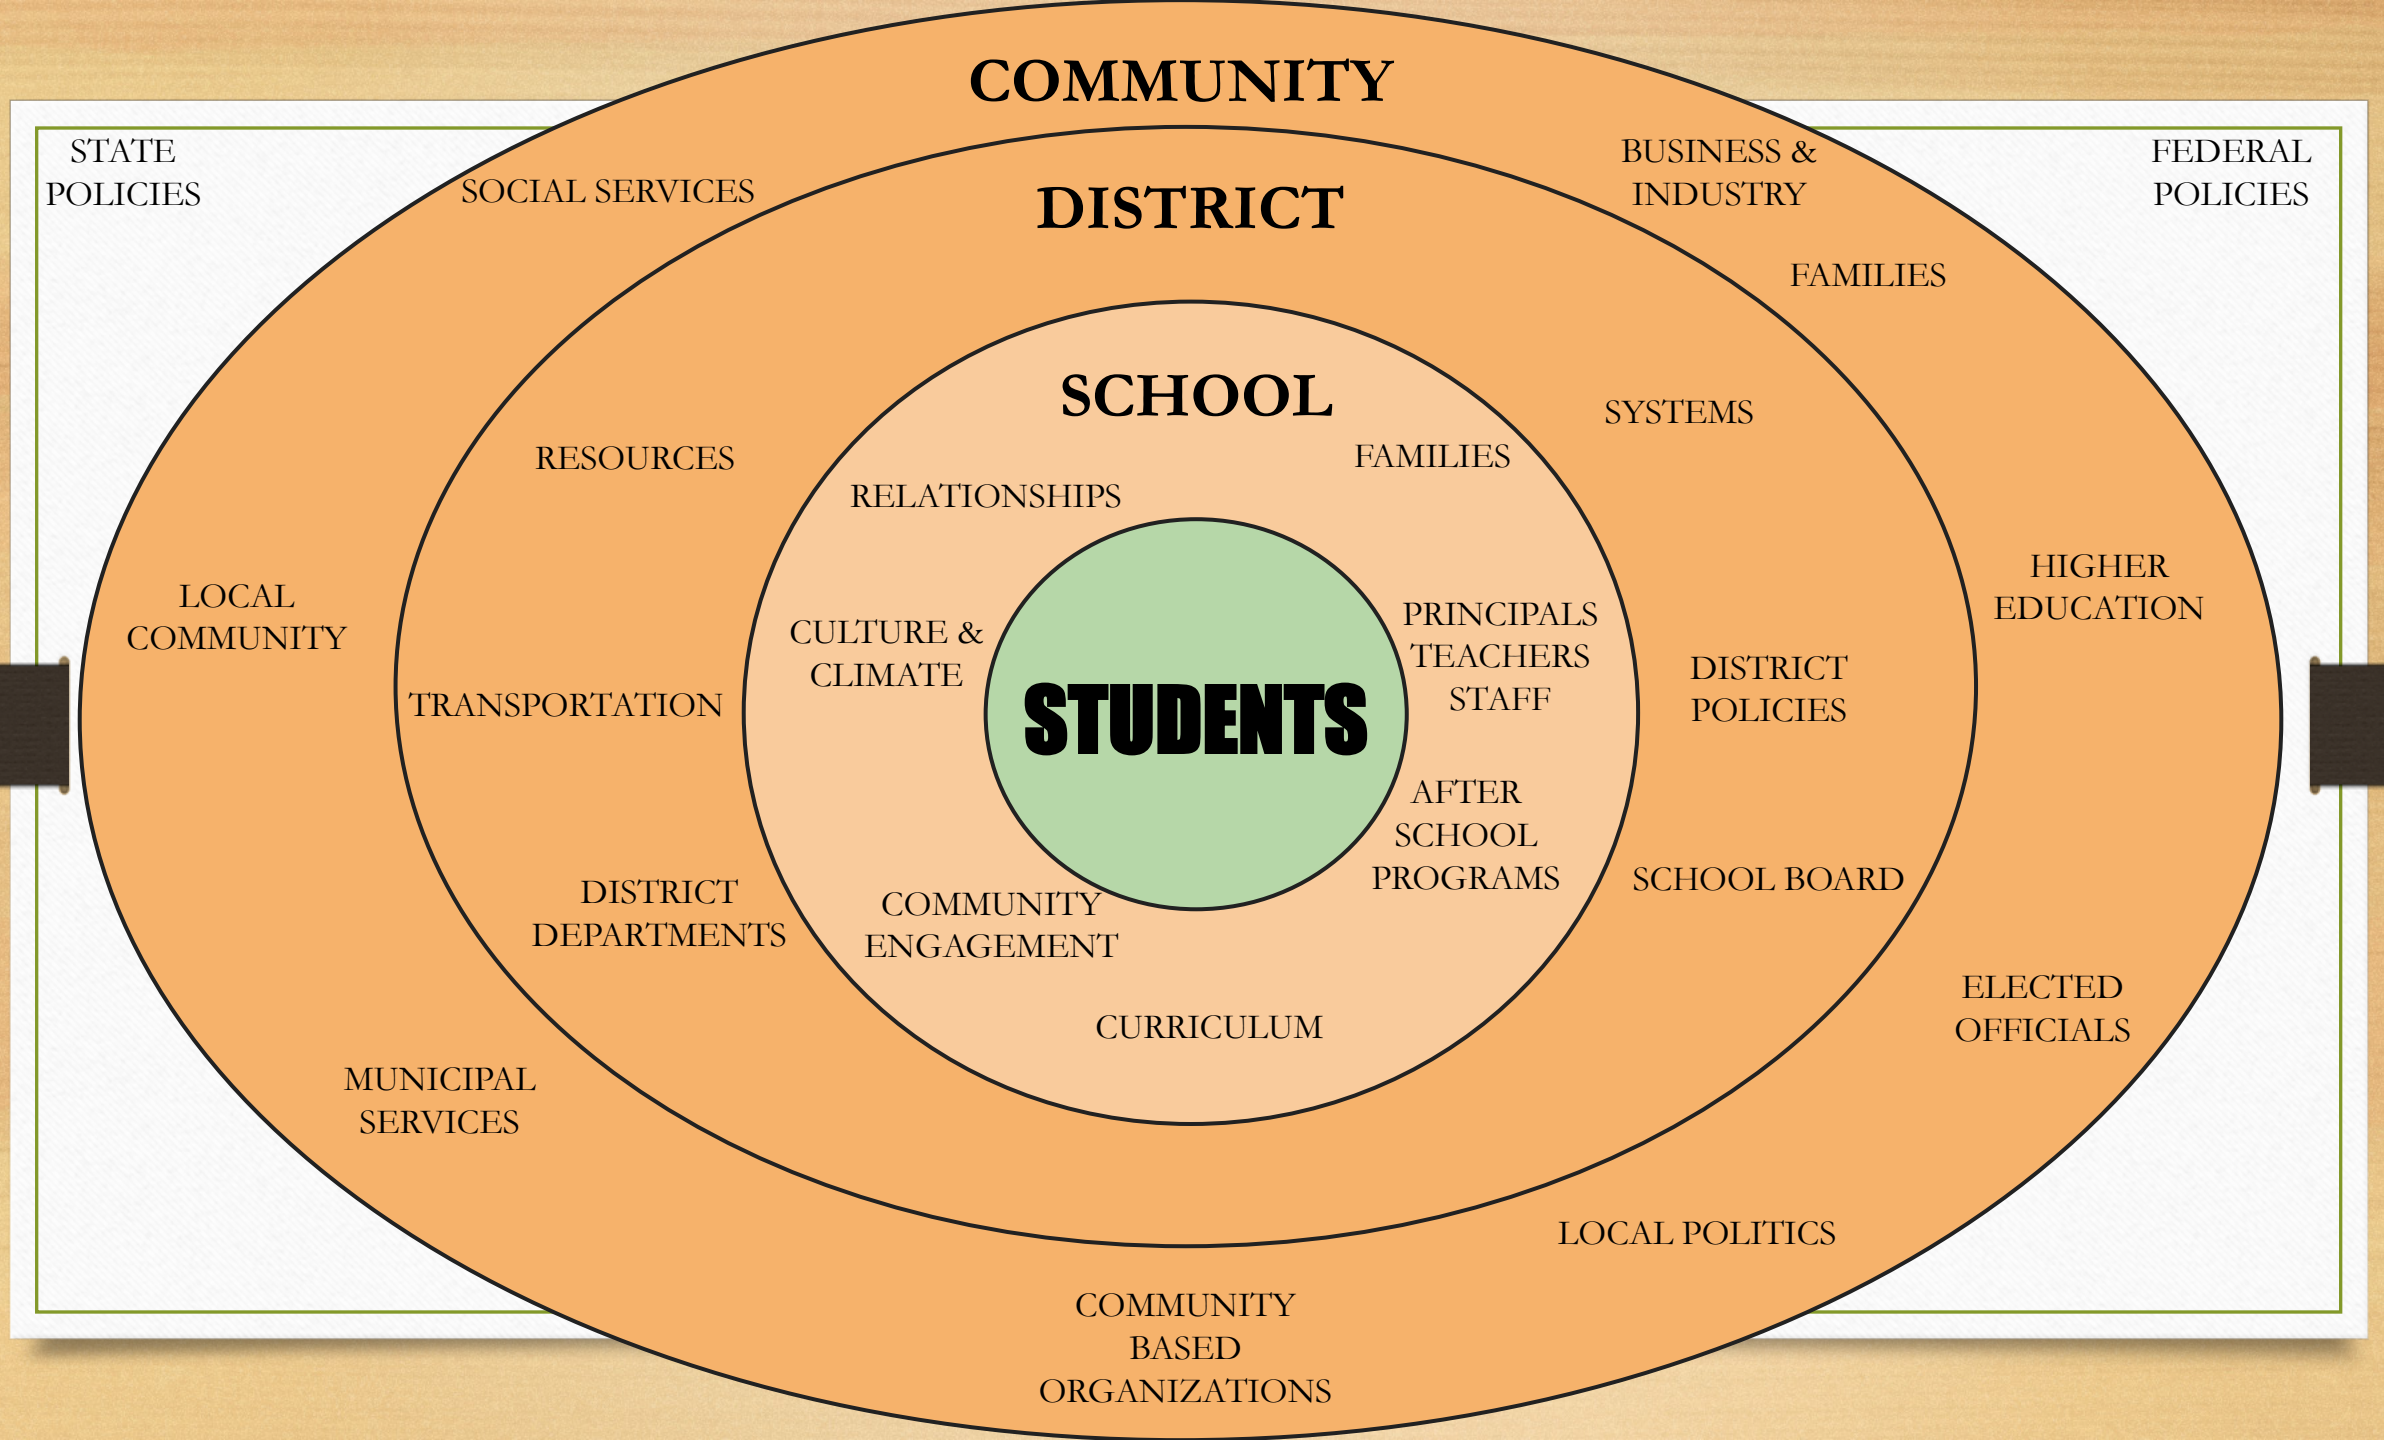 COMMUNITY
STATE
POLICIES
SOCIAL SERVICES
DISTRICT
BUSINESS &
INDUSTRY
FEDERAL
POLICIES
FAMILIES
SCHOOL
SYSTEMS
RESOURCES
FAMILIES
RELATIONSHIPS
HIGHER
EDUCATION
LOCAL
COMMUNITY
CULTURE &
CLIMATE
PRINCIPALS
TEACHERS
STAFF
DISTRICT
POLICIES
TRANSPORTATION
STUDENTS
AFTER
SCHOOL
PROGRAMS
SCHOOL BOARD
DISTRICT
DEPARTMENTS
COMMUNITY
ENGAGEMENT
ELECTED
OFFICIALS
CURRICULUM
MUNICIPAL
SERVICES
LOCAL POLITICS
COMMUNITY
BASED
ORGANIZATIONS